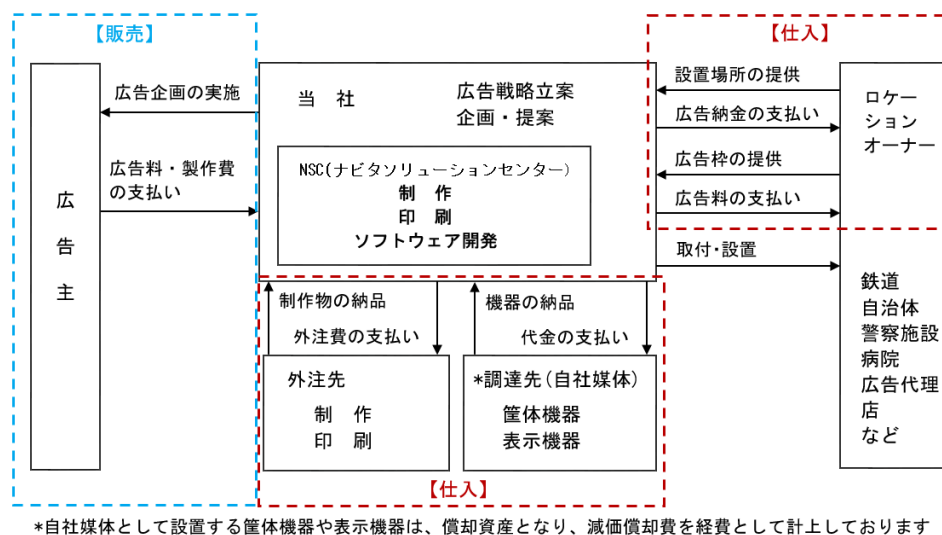 【販売】
【仕入】
広告主
広告企画の実施
広告料・製作費
の支払い
当　社
広告戦略立案
企画・提案
NSC(ナビタソリューションセンター)
制　作
印　刷
ソフトウェア開発
設置場所の提供
広告納金の支払い
広告枠の提供
広告料の支払い
取付・設置
ロケー
ション
オーナー
鉄道
自治体
警察施設
病院
広告代理
店
など
制作物の納品
外注費の支払い
機器の納品
代金の支払い
外注先
制　作
印　刷
*調達先(自社媒体)
筐体機器
表示機器
【仕入】
*自社媒体として設置する筐体機器や表示機器は、償却資産となり、減価償却費を経費として計上しております